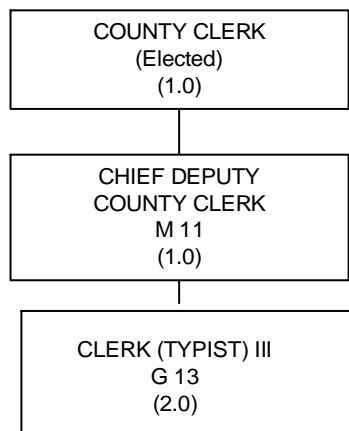 COUNTY CLERK
(Elected)
(1.0)
CHIEF DEPUTY
COUNTY CLERK
M 11
(1.0)
CLERK (TYPIST) III
G 13
(2.0)